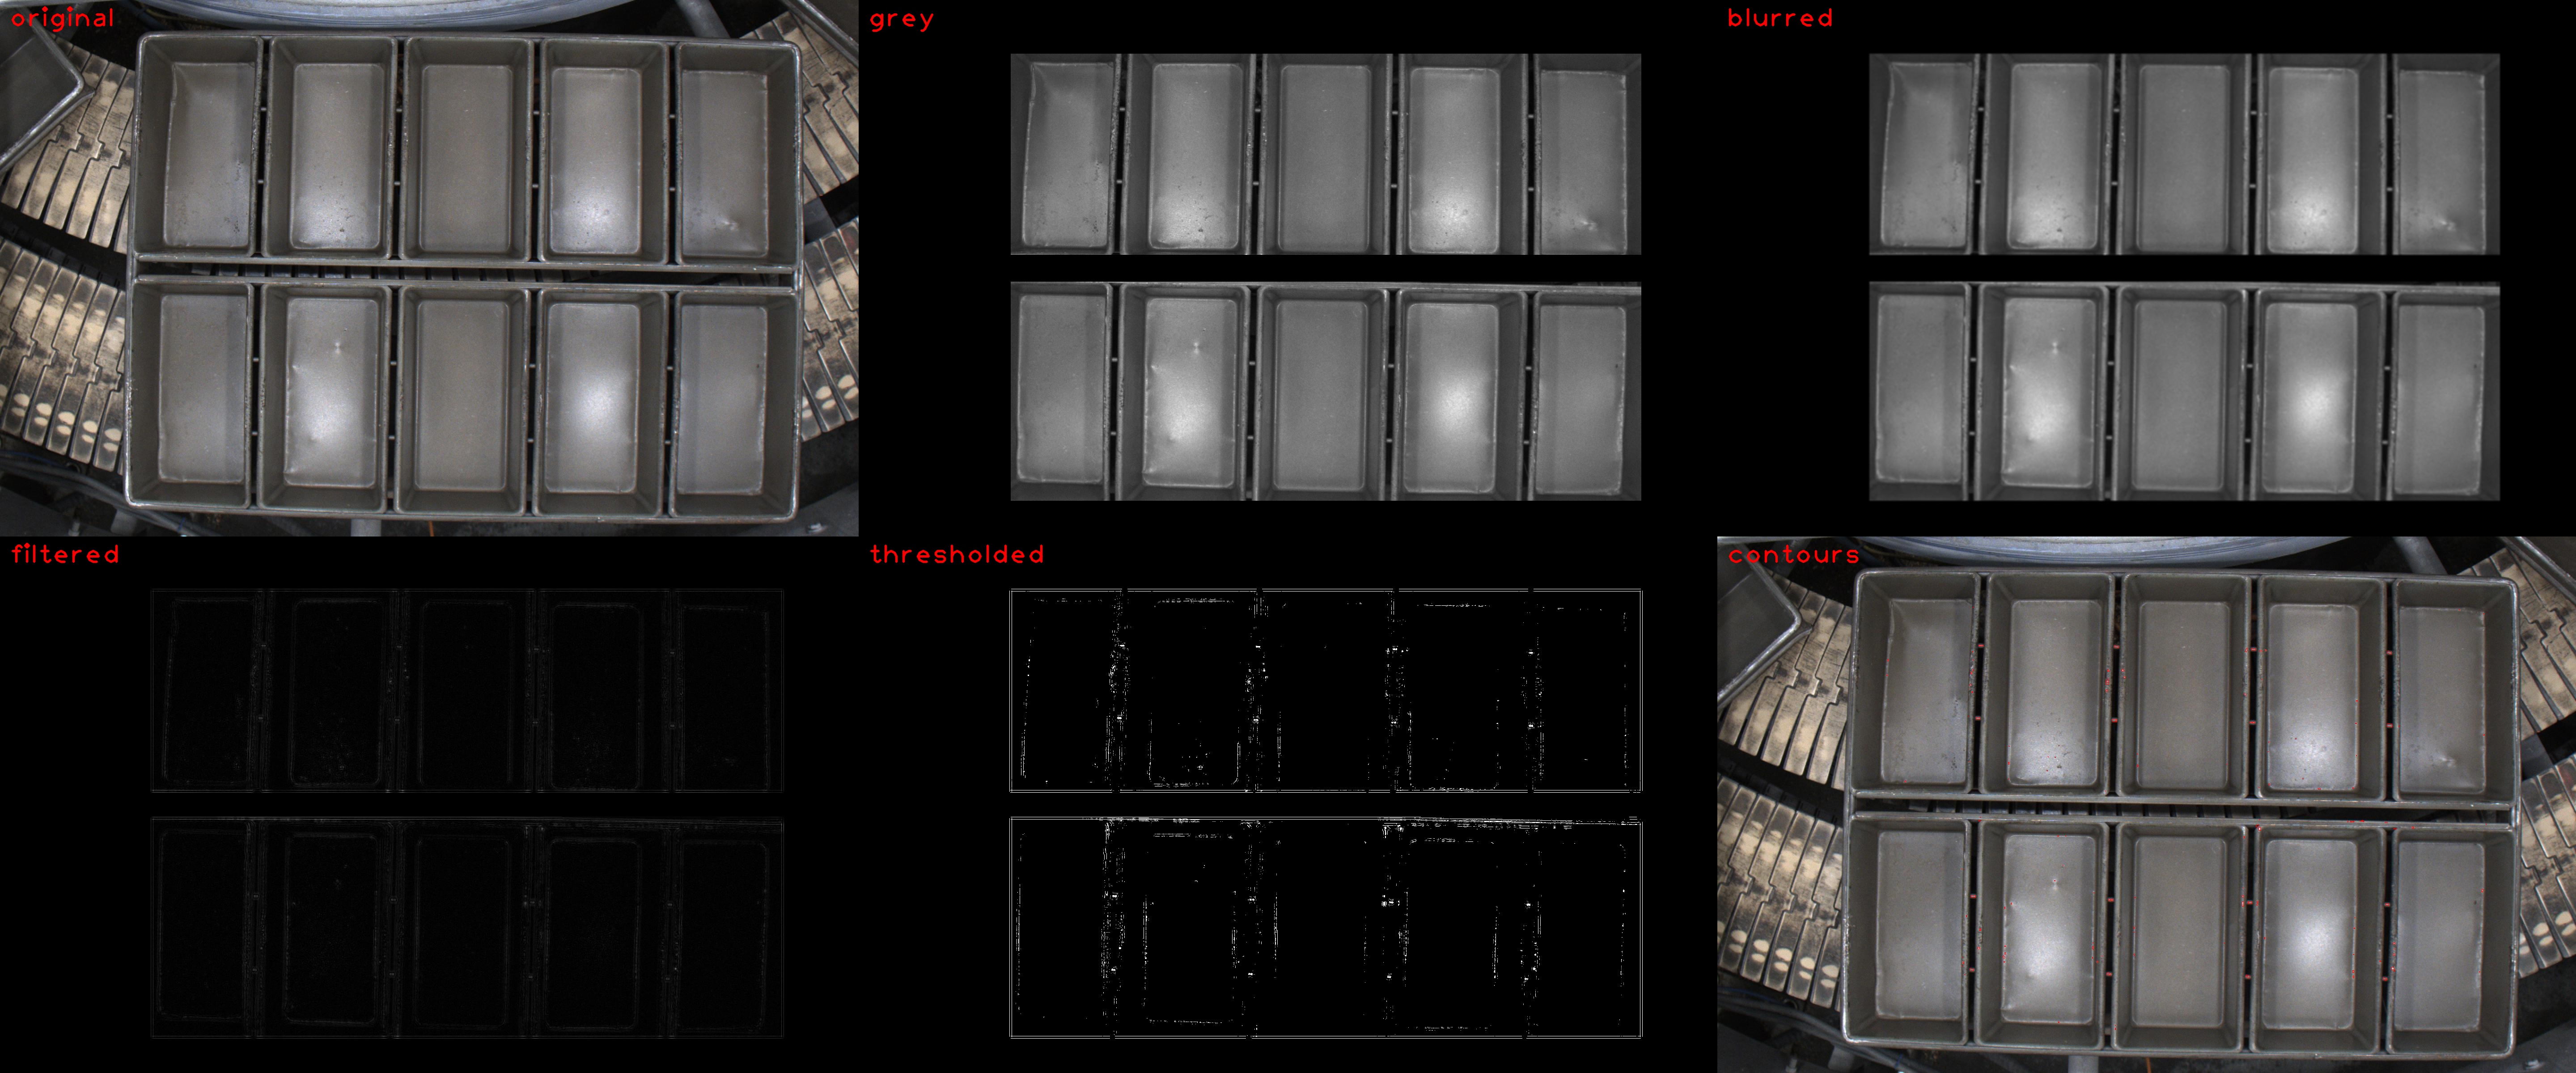 original
grey
blurred
filtered
thresholded
contours